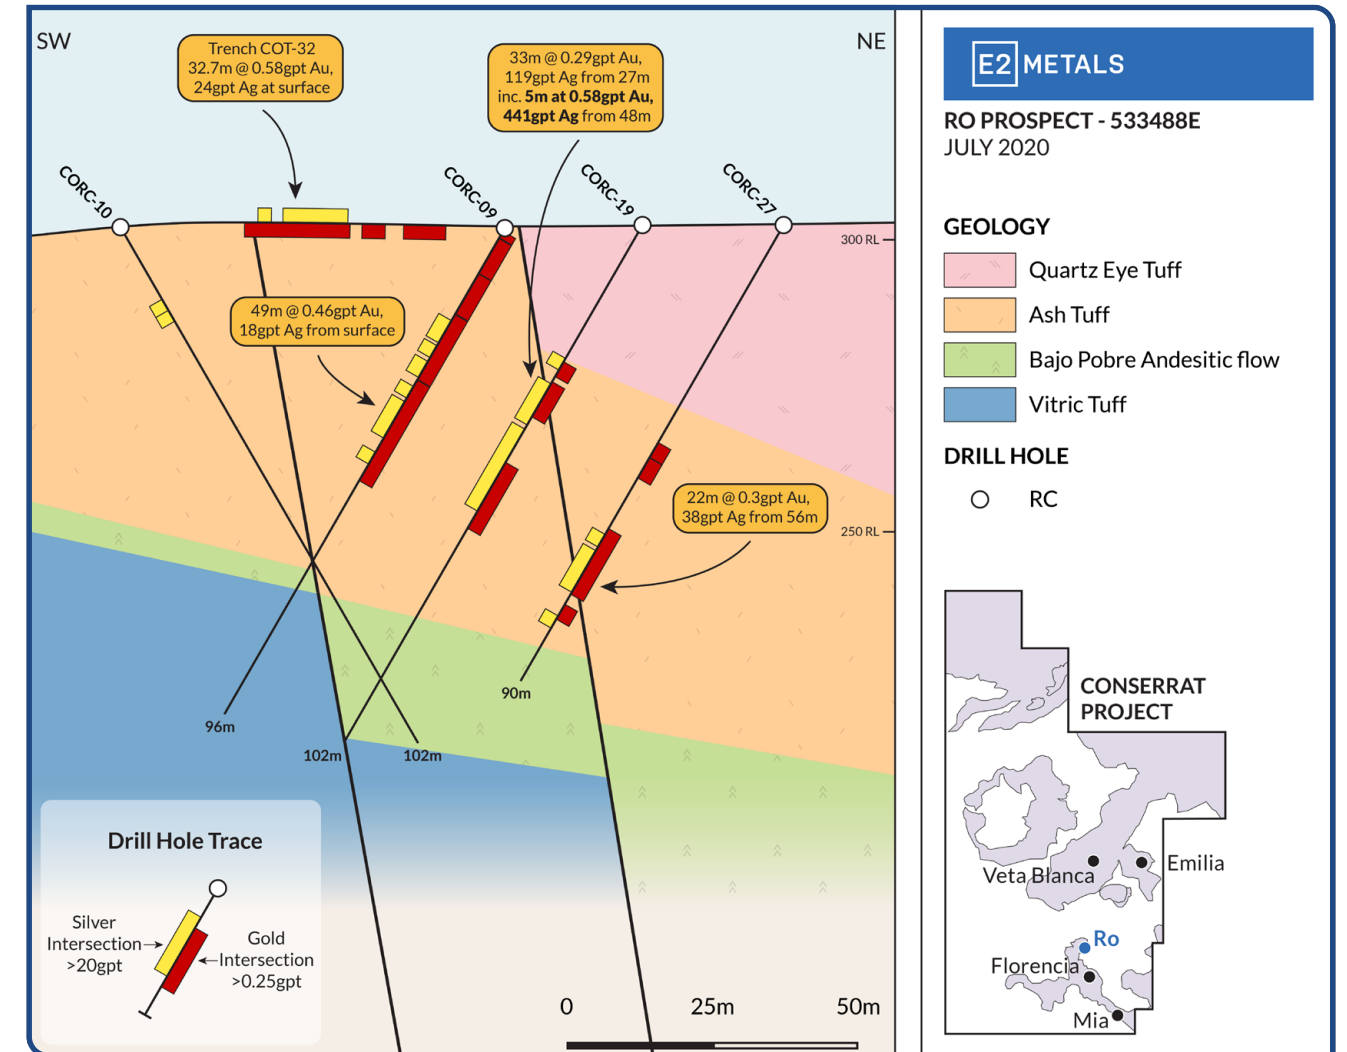 SW
NE
Trench COT-32
32.7m @ 0.58gpt Au,
24gpt Ag at surface
33m @ 0.29gpt Au,
119gpt Ag from 27m
inc. 5m at 0.58gpt Au,
441gpt Ag from 48m
CORC-10
CORC-09
CORC-19
CORC-27
300 RL
49m @ 0.46gpt Au,
18gpt Ag from surface
22m @ 0.3gpt Au,
38gpt Ag from 56m
250 RL
96m
102m
102m
90m
Drill Hole Trace
Silver
Intersection
>20gpt
Gold
Intersection
>0.25gpt
0
25m
50m
E2 METALS
RO PROSPECT - 533488E
JULY 2020
GEOLOGY
Quartz Eye Tuff
Ash Tuff
Bajo Pobre Andesitic flow
Vitric Tuff
DRILL HOLE
RC
CONSERRAT
PROJECT
Veta Blanca
Emilia
Ro
Florencia
Mia